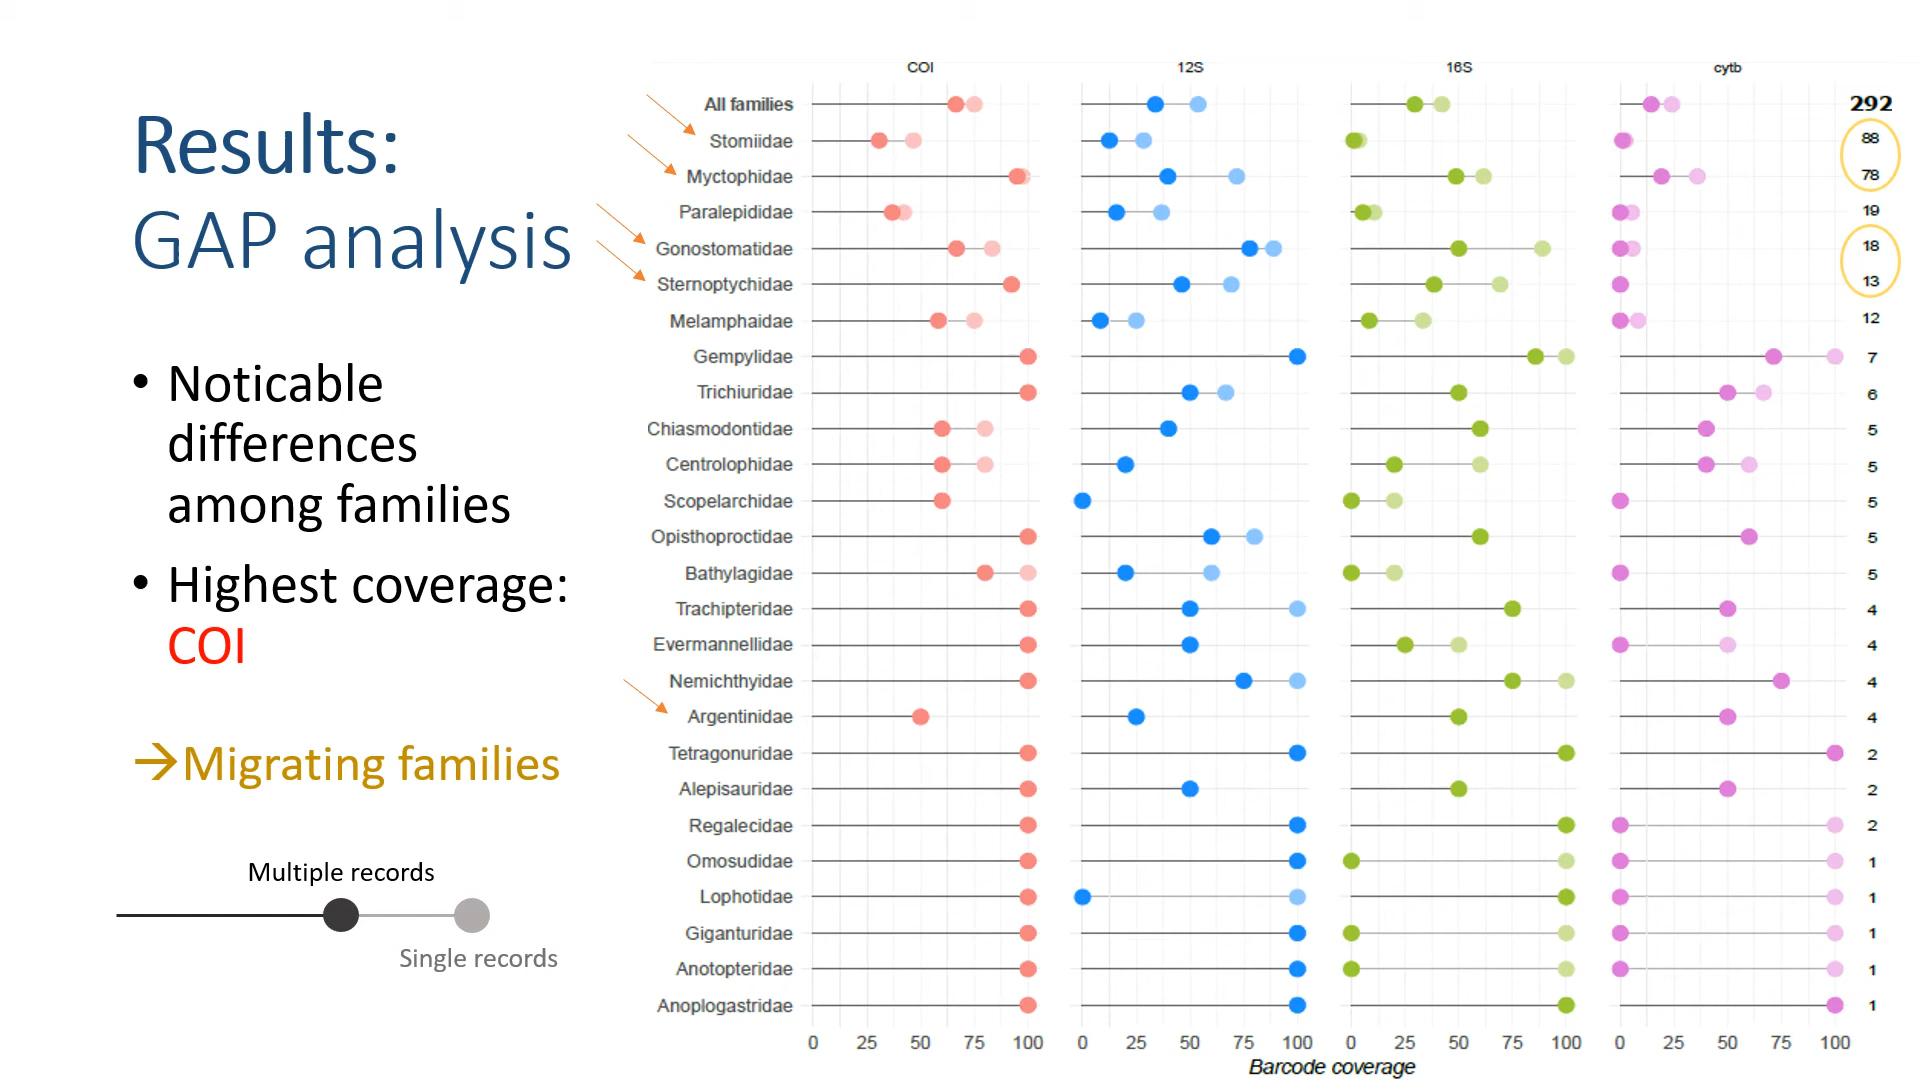 Results:
GAP analysis
• Noticable
differences
among families
• Highest coverage:
COI
→Migrating families
Multiple records
Single records
COI 12S 16S cytb
All families 292
Stomiidae 88
Myctophidae 78
Paralepididae 19
Gonostomatidae 18
Sternoptychidae 13
Melamphaidae 12
Gempylidae 7
Trichiuridae 6
Chiasmodontidae 5
Centrolophidae 5
Scopelarchidae 5
Opisthoproctidae 5
Bathylagidae 5
Trachipteridae 4
Evermannellidae 4
Nemichthyidae 4
Argentinidae 4
Tetragonuridae 2
Alepisauridae 2
Regalecidae 2
Omosudidae 1
Lophotidae 1
Giganturidae 1
Anotopteridae 1
Anoplogastridae 1
0 25 50 75 100 0 25 50 75 100 0 25 50 75 100 0 25 50 75 100
Barcode coverage